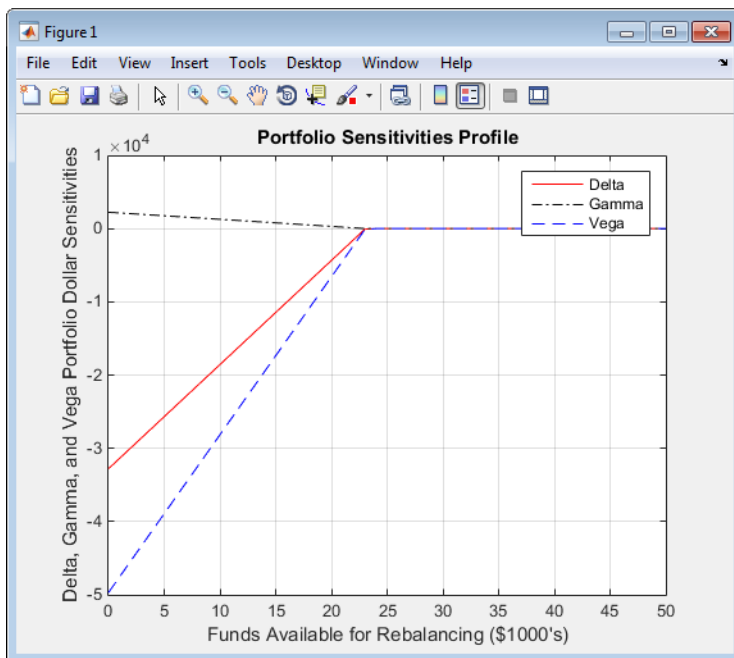 Figure 1
File Edit View Insert Tools Desktop Window Help
Portfolio Sensitivities Profile
×10⁴
1
0
-1
-2
-3
-4
-5
Delta, Gamma, and Vega Portfolio Dollar Sensitivities
Delta
Gamma
Vega
0 5 10 15 20 25 30 35 40 45 50
Funds Available for Rebalancing ($1000's)